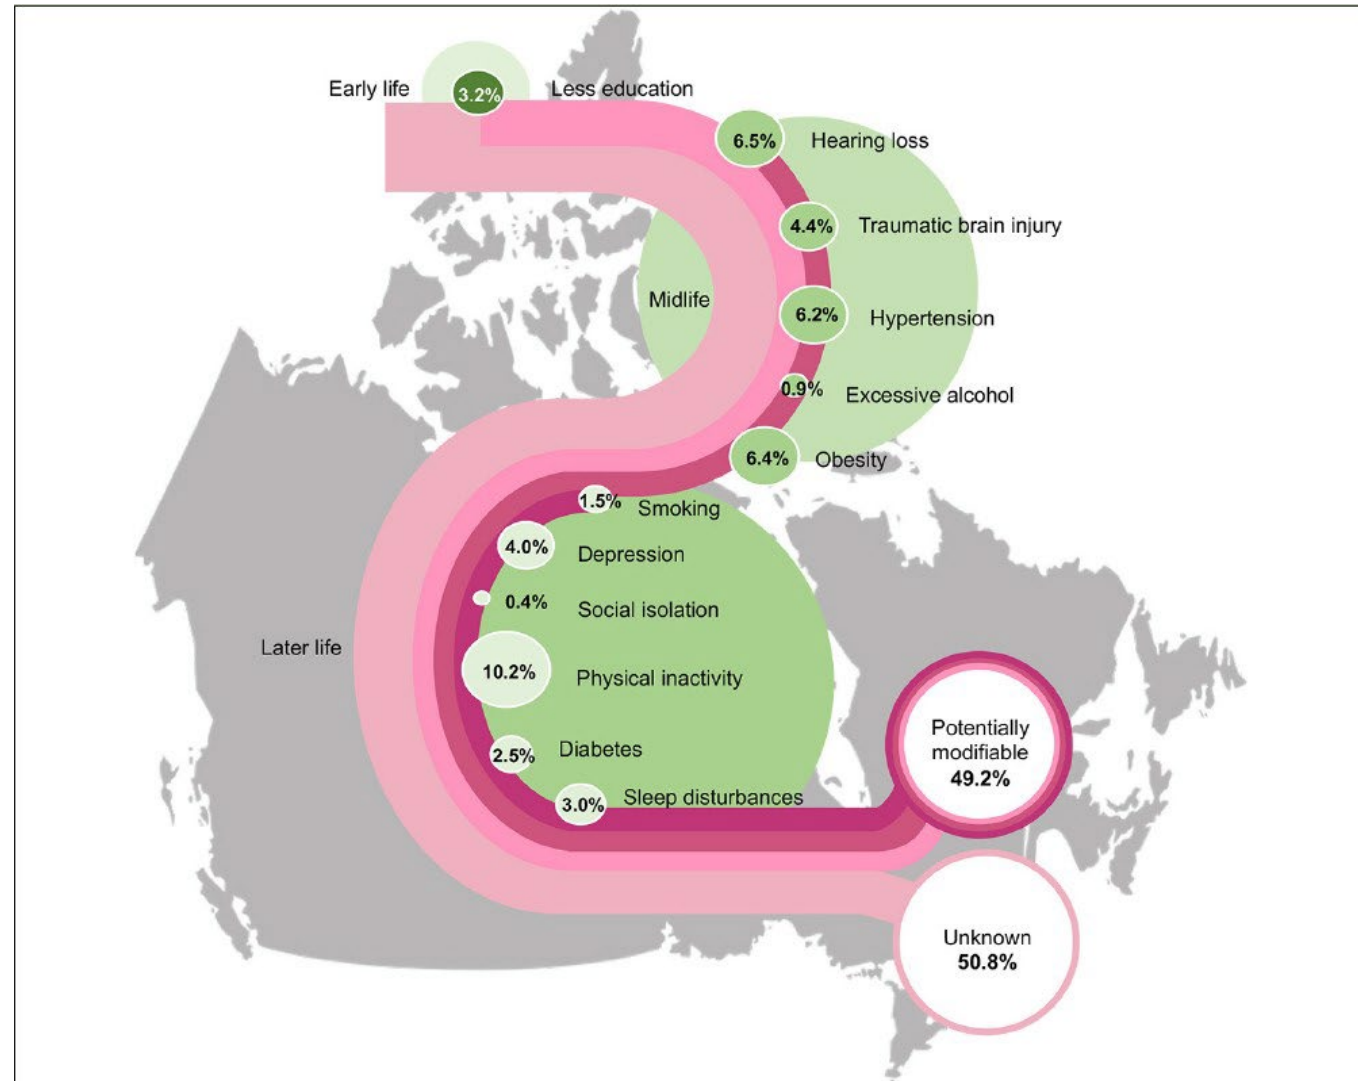 Early life
3.2%
Less education
6.5%
Hearing loss
4.4%
Traumatic brain injury
Midlife
6.2%
Hypertension
0.9%
Excessive alcohol
6.4%
Obesity
1.5%
Smoking
4.0%
Depression
0.4%
Social isolation
Later life
10.2%
Physical inactivity
2.5%
Diabetes
3.0%
Sleep disturbances
Potentially
modifiable
49.2%
Unknown
50.8%